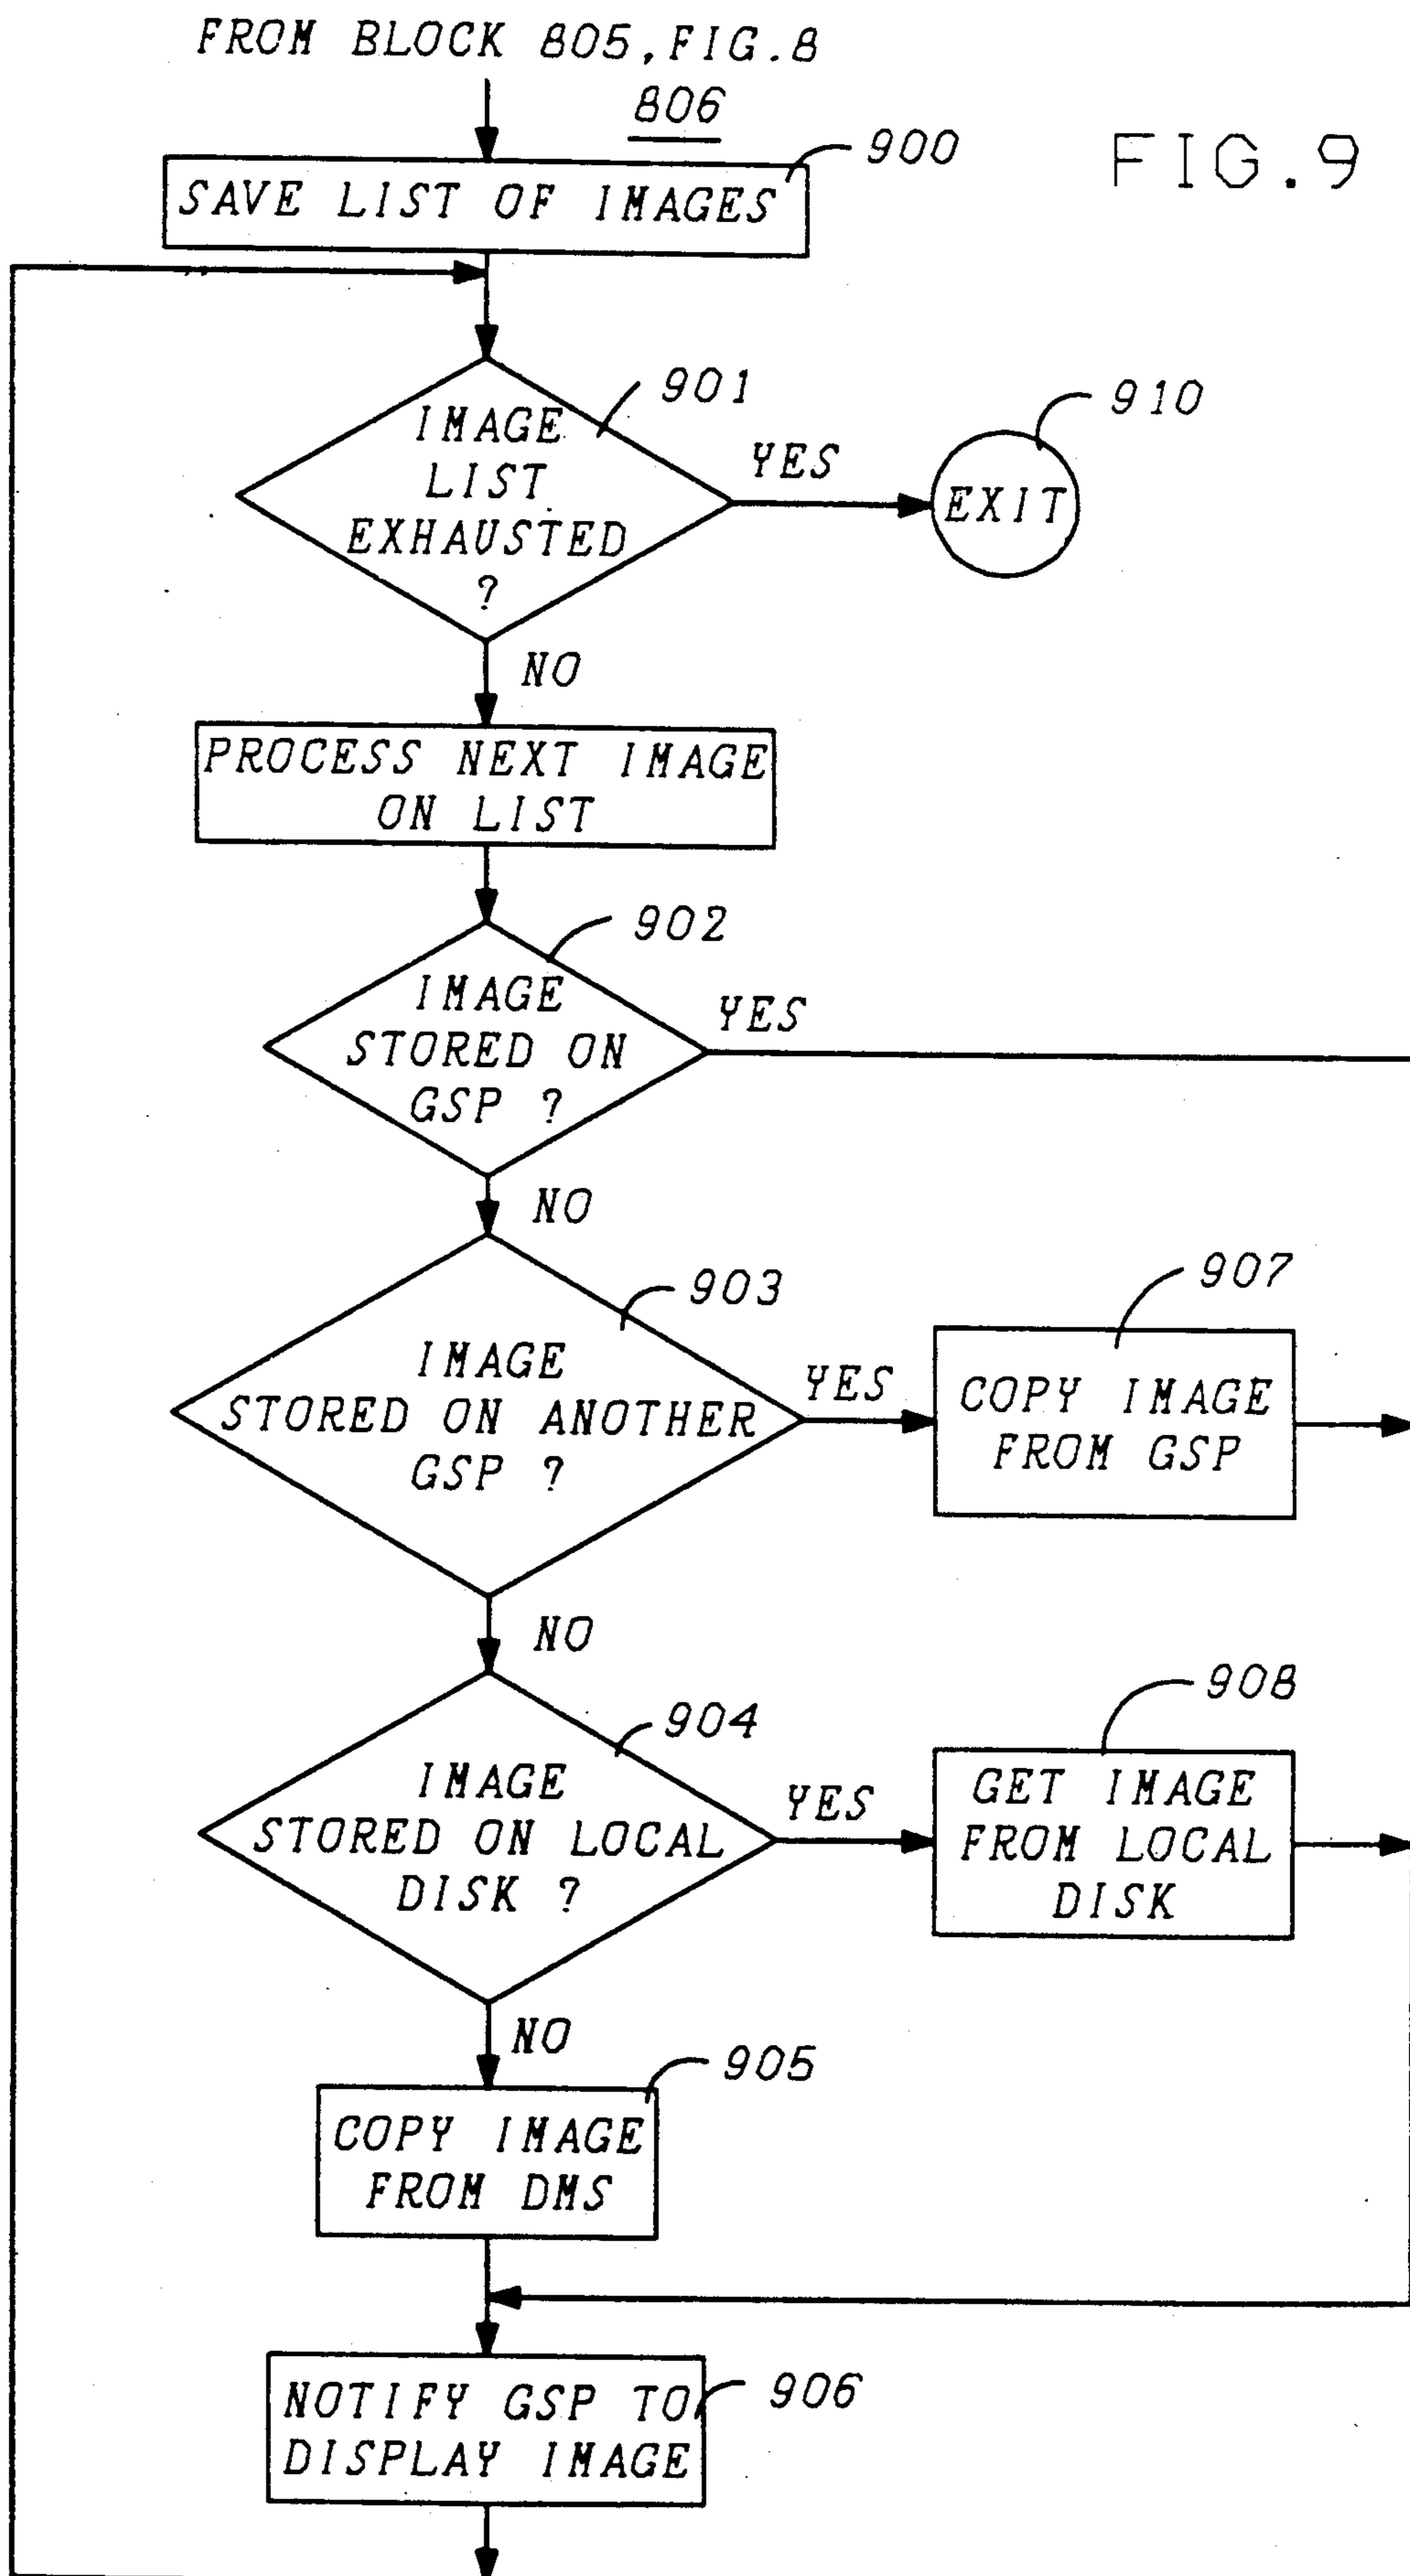 FROM BLOCK 805, FIG.8
806
900
FIG.9
SAVE LIST OF IMAGES
901
IMAGE
LIST
EXHAUSTED
?
YES
910
EXIT
NO
PROCESS NEXT IMAGE
ON LIST
902
IMAGE
STORED ON
GSP ?
YES
NO
903
IMAGE
STORED ON ANOTHER
GSP ?
YES
907
COPY IMAGE
FROM GSP
NO
904
IMAGE
STORED ON LOCAL
DISK ?
YES
908
GET IMAGE
FROM LOCAL
DISK
NO
905
COPY IMAGE
FROM DMS
906
NOTIFY GSP TO
DISPLAY IMAGE